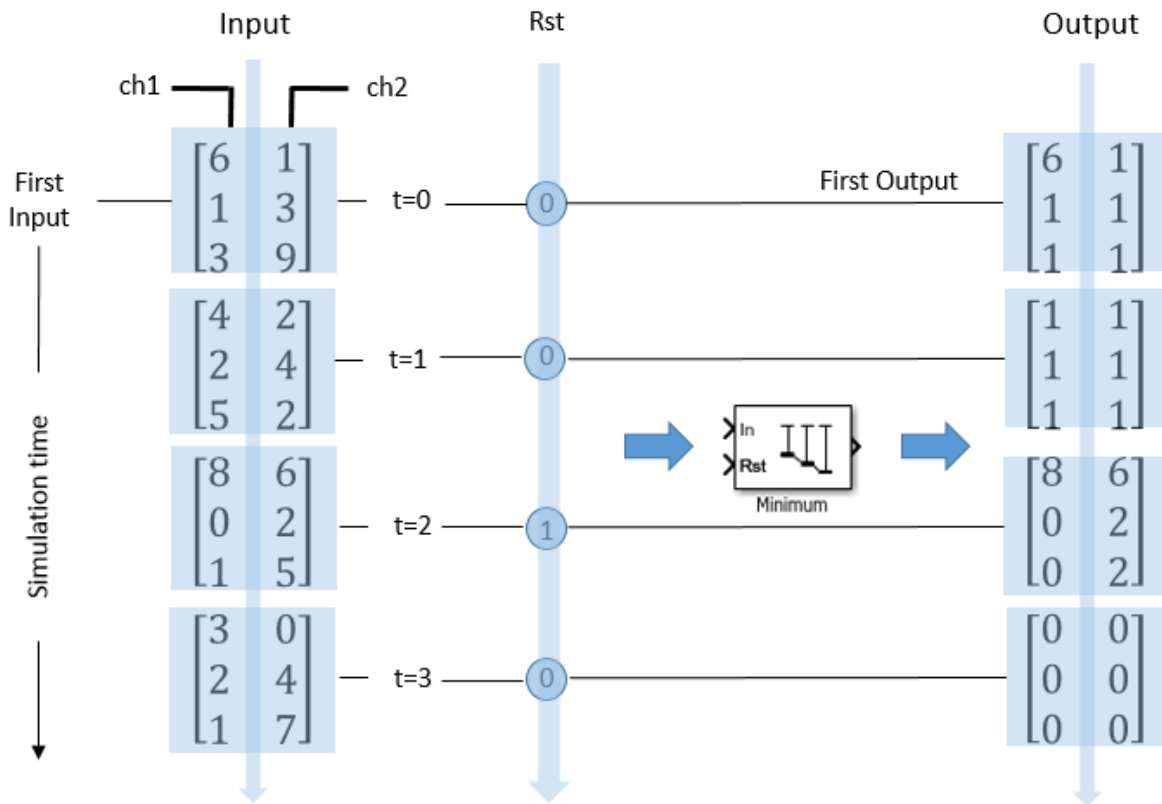 Input Rst Output
ch1 ch2
First Input
6 1
1 3
3 9
t=0
0
First Output
6 1
1 1
1 1
4 2
2 4
5 2
t=1
0
1 1
1 1
1 1
Simulation time
In
Rst
Minimum
8 6
0 2
1 5
t=2
1
8 6
0 2
0 2
3 0
2 4
1 7
t=3
0
0 0
0 0
0 0